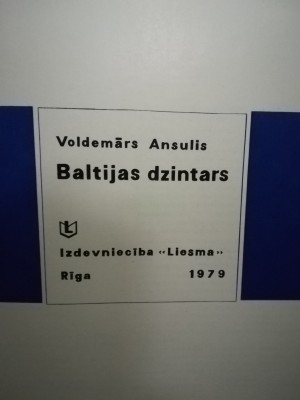 Voldemārs Ansulis
Baltijas dzintars
Izdevniecība «Liesma»
Rīga 1979